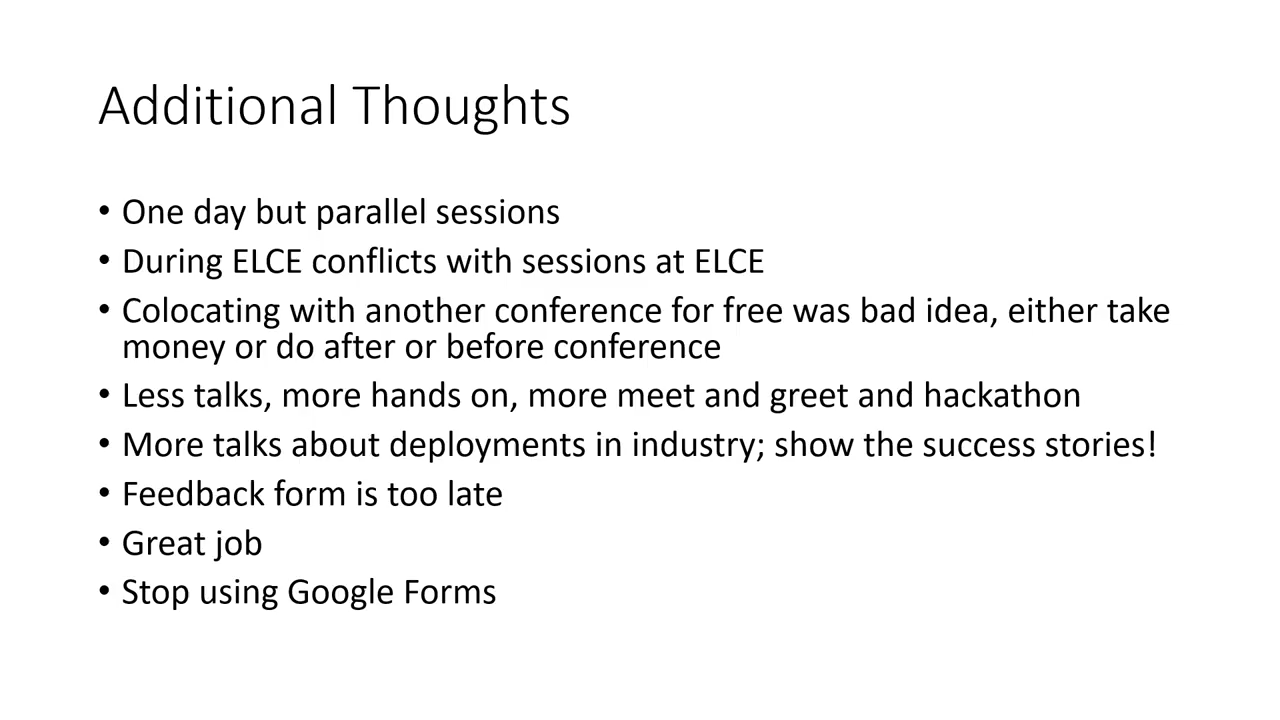 Additional Thoughts
• One day but parallel sessions
• During ELCE conflicts with sessions at ELCE
• Colocating with another conference for free was bad idea, either take
money or do after or before conference
• Less talks, more hands on, more meet and greet and hackathon
• More talks about deployments in industry; show the success stories!
• Feedback form is too late
• Great job
• Stop using Google Forms